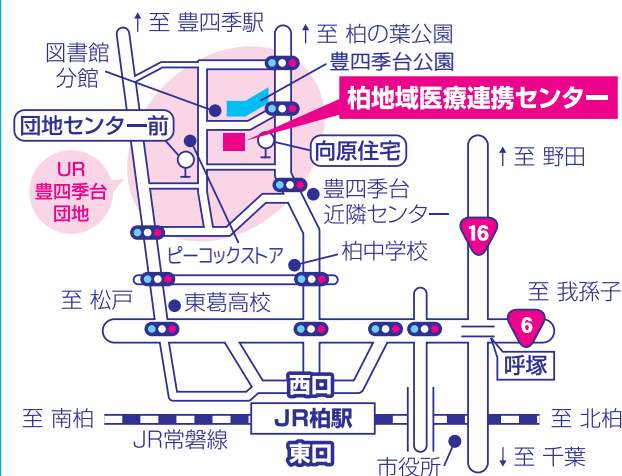 ↑至 豊四季駅
↑至 柏の葉公園
図書館
分館
豊四季台公園
柏地域医療連携センター
団地センター前
向原住宅
↑至 野田
UR
豊四季台
団地
豊四季台
近隣センター
16
ピーコックストア
柏中学校
至 松戸
東葛高校
至 我孫子
6
呼塚
西口
至 南柏
JR柏駅
至 北柏
JR常磐線
東口
市役所
↓至 千葉